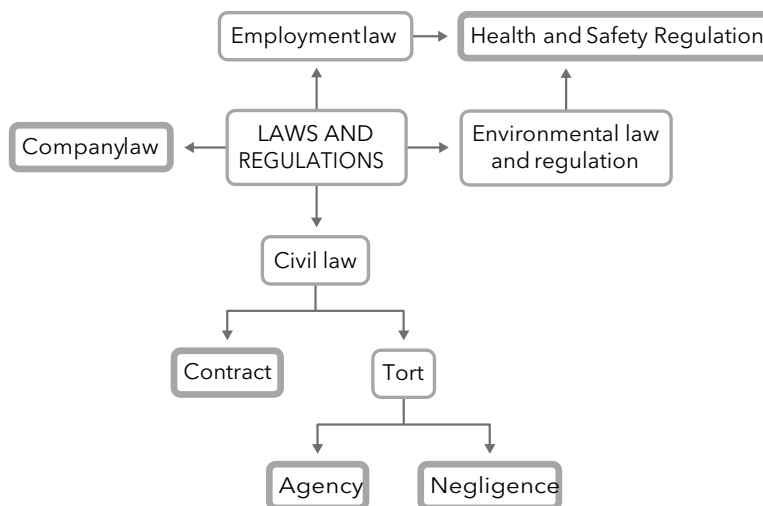 Employmentlaw
Health and Safety Regulation
Companylaw
LAWS AND
REGULATIONS
Environmental law
and regulation
Civil law
Contract
Tort
Agency
Negligence